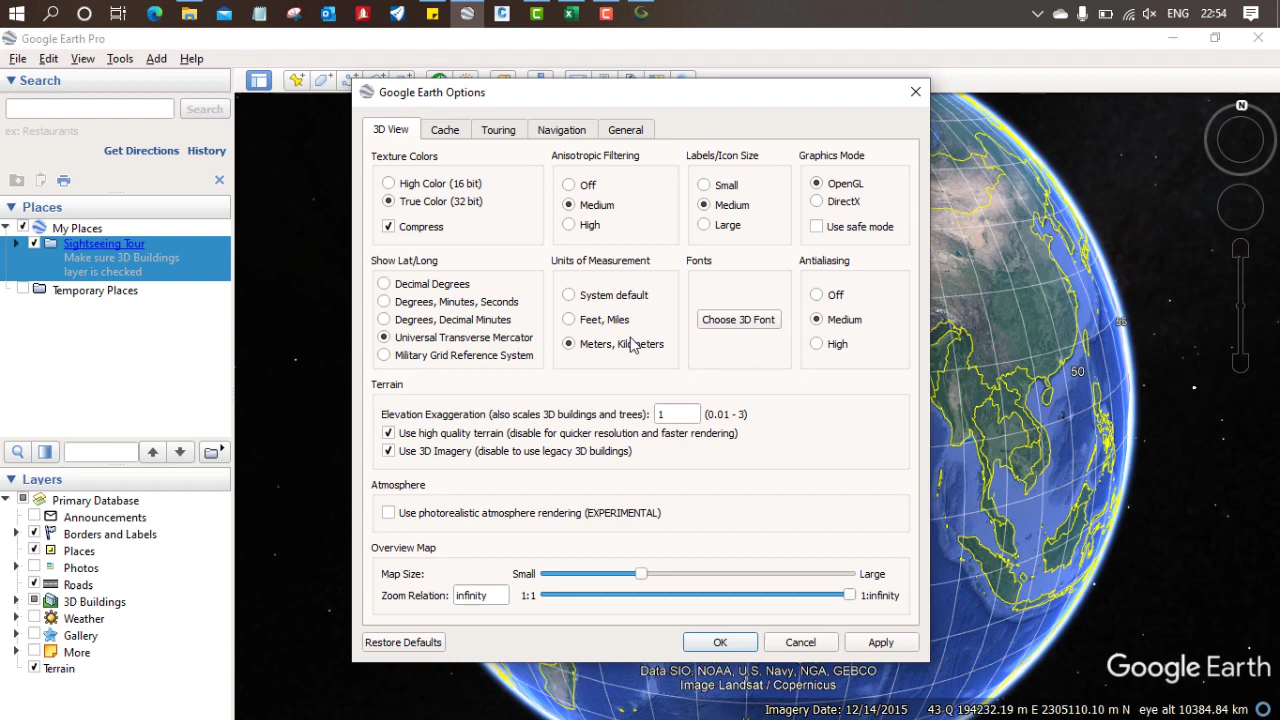 ENG
22:54
Google Earth Pro
File Edit View Tools Add Help
Search
Search
ex: Restaurants
Get Directions History
Places
My Places
Sightseeing Tour
Make sure 3D Buildings
layer is checked
Temporary Places
Layers
Primary Database
Announcements
Borders and Labels
Places
Photos
Roads
3D Buildings
Weather
Gallery
More
Terrain
Google Earth Options
3D View Cache Touring Navigation General
Texture Colors
High Color (16 bit)
True Color (32 bit)
Compress
Anisotropic Filtering
Off
Medium
High
Labels/Icon Size
Small
Medium
Large
Graphics Mode
OpenGL
DirectX
Use safe mode
Show Lat/Long
Decimal Degrees
Degrees, Minutes, Seconds
Degrees, Decimal Minutes
Universal Transverse Mercator
Military Grid Reference System
Units of Measurement
System default
Feet, Miles
Meters, Kilometers
Fonts
Choose 3D Font
Antialiasing
Off
Medium
High
Terrain
Elevation Exaggeration (also scales 3D buildings and trees): 1 (0.01 - 3)
Use high quality terrain (disable for quicker resolution and faster rendering)
Use 3D Imagery (disable to use legacy 3D buildings)
Atmosphere
Use photorealistic atmosphere rendering (EXPERIMENTAL)
Overview Map
Map Size: Small Large
Zoom Relation: infinity 1:1 1:infinity
Restore Defaults OK Cancel Apply
N
50
Data SIO, NOAA, U.S. Navy, NGA, GEBCO
Image Landsat / Copernicus
Google Earth
Imagery Date: 12/14/2015 43 Q 194232.19 m E 2305110.10 m N eye alt 10384.84 km